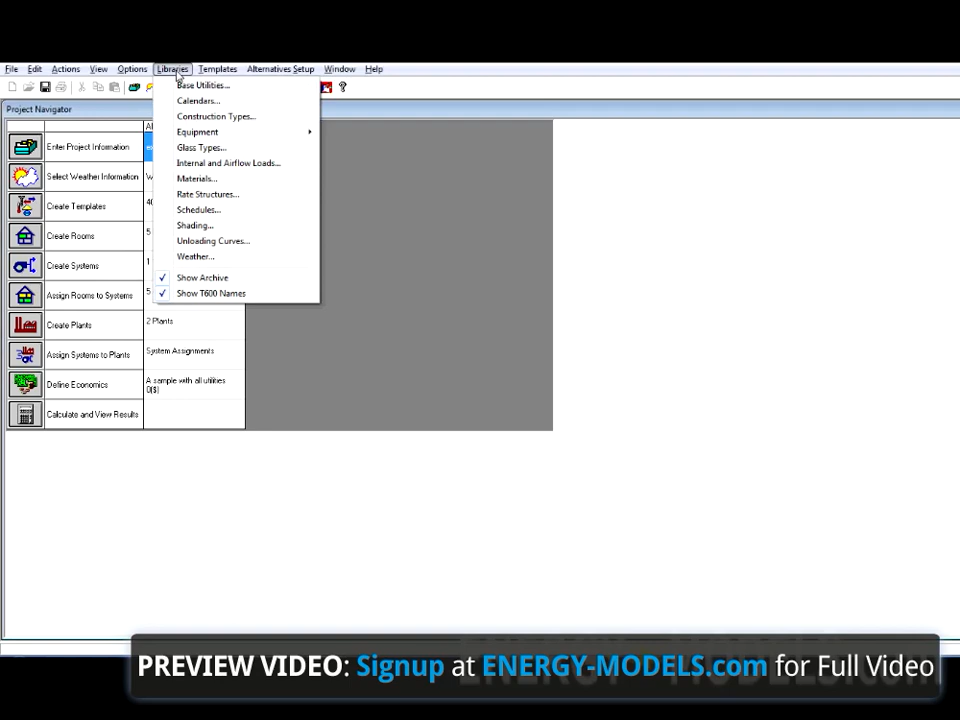 File Edit Actions View Options Libraries Templates Alternatives Setup Window Help
Project Navigator
Base Utilities...
Calendars...
Construction Types...
Equipment
Glass Types...
Internal and Airflow Loads...
Materials...
Rate Structures...
Schedules...
Shading...
Unloading Curves...
Weather...
Show Archive
Show T600 Names
Enter Project Information
Select Weather Information
Create Templates
Create Rooms 5
Create Systems 1
Assign Rooms to Systems 5
Create Plants 2 Plants
Assign Systems to Plants System Assignments
Define Economics A sample with all utilities
0($)
Calculate and View Results
PREVIEW VIDEO: Signup at ENERGY-MODELS.com for Full Video